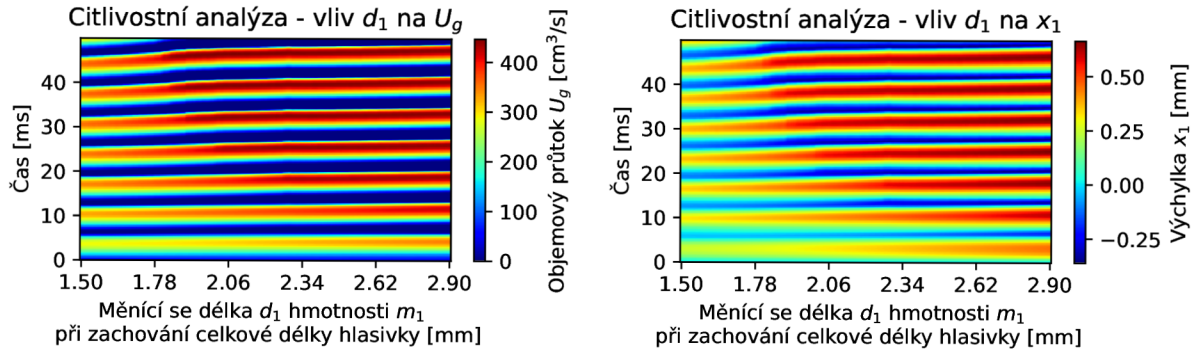 Citlivostní analýza - vliv d₁ na U_g
Čas [ms]
40
30
20
10
0
1.50 1.78 2.06 2.34 2.62 2.90
Měnící se délka d₁ hmotnosti m₁
při zachování celkové délky hlasivky [mm]
400
300
200
100
0
Objemový průtok U_g [cm³/s]
Citlivostní analýza - vliv d₁ na x₁
Čas [ms]
40
30
20
10
0
1.50 1.78 2.06 2.34 2.62 2.90
Měnící se délka d₁ hmotnosti m₁
při zachování celkové délky hlasivky [mm]
0.50
0.25
0.00
−0.25
Výchylka x₁ [mm]